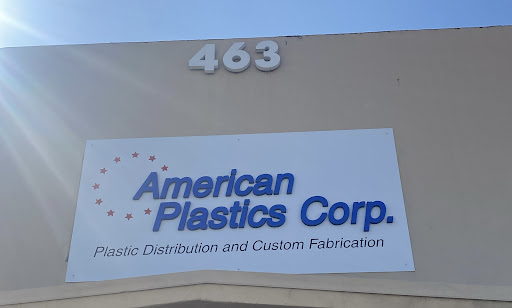 463
American
Plastics Corp.
Plastic Distribution and Custom Fabrication